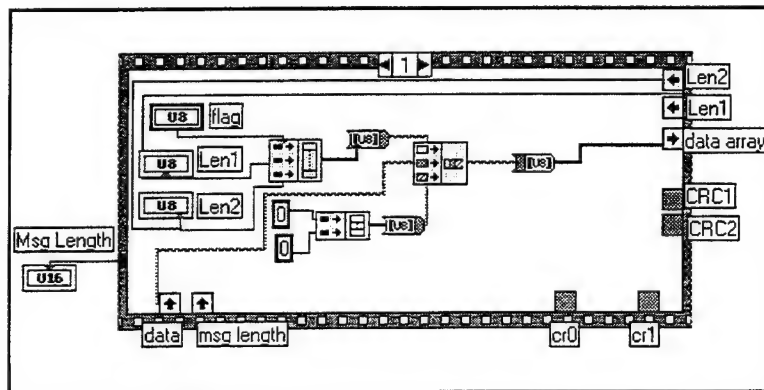 1
Len2
U8 flag
Len1
[U8]
data array
U8 Len1
[U8]
U8 Len2
CRC1
0
[U8]
CRC2
Msg Length
0
U16
data
msg length
cr0
cr1